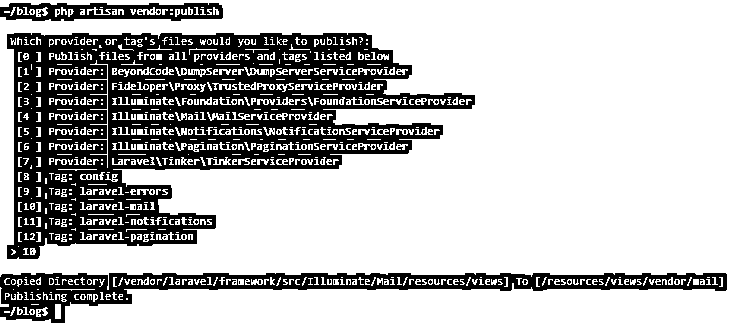 ~/blog$ php artisan vendor:publish
Which provider or tag's files would you like to publish?:
[0 ] Publish files from all providers and tags listed below
[1 ] Provider: BeyondCode\DumpServer\DumpServerServiceProvider
[2 ] Provider: Fideloper\Proxy\TrustedProxyServiceProvider
[3 ] Provider: Illuminate\Foundation\Providers\FoundationServiceProvider
[4 ] Provider: Illuminate\Mail\MailServiceProvider
[5 ] Provider: Illuminate\Notifications\NotificationServiceProvider
[6 ] Provider: Illuminate\Pagination\PaginationServiceProvider
[7 ] Provider: Laravel\Tinker\TinkerServiceProvider
[8 ] Tag: config
[9 ] Tag: laravel-errors
[10] Tag: laravel-mail
[11] Tag: laravel-notifications
[12] Tag: laravel-pagination
> 10
Copied Directory [/vendor/laravel/framework/src/Illuminate/Mail/resources/views] To [/resources/views/vendor/mail]
Publishing complete.
~/blog$